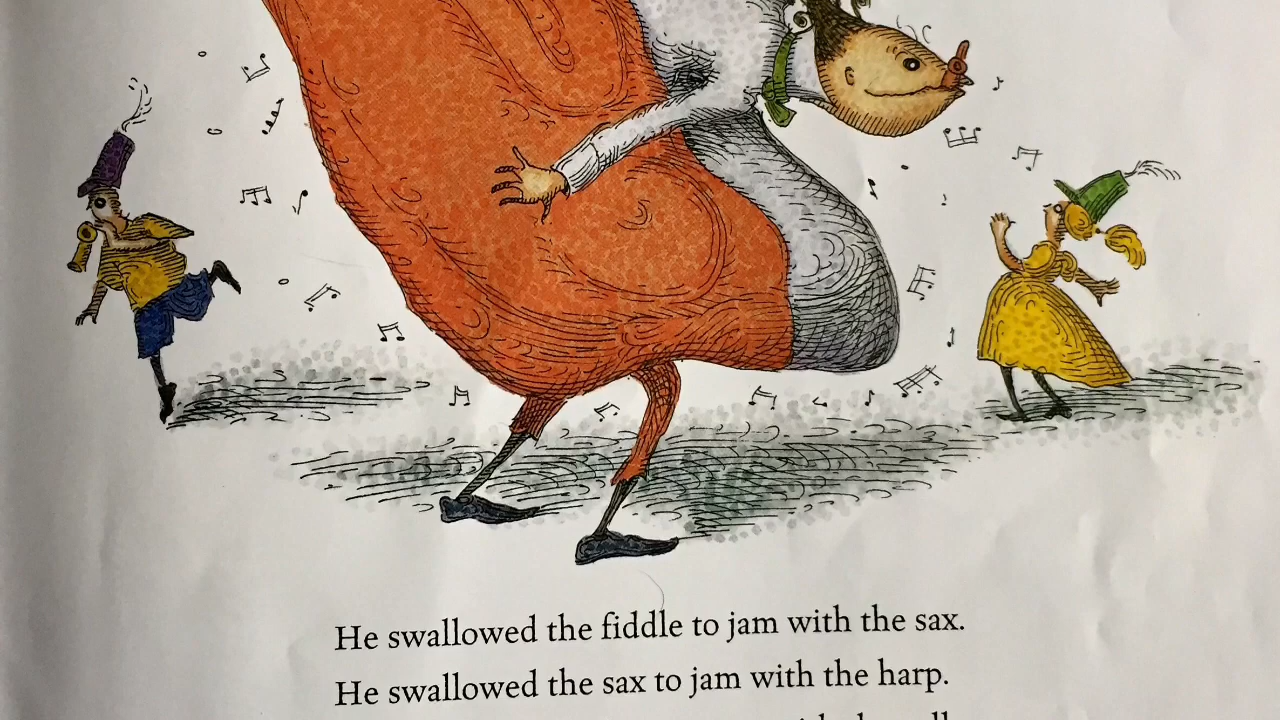 He swallowed the fiddle to jam with the sax.
He swallowed the sax to jam with the harp.